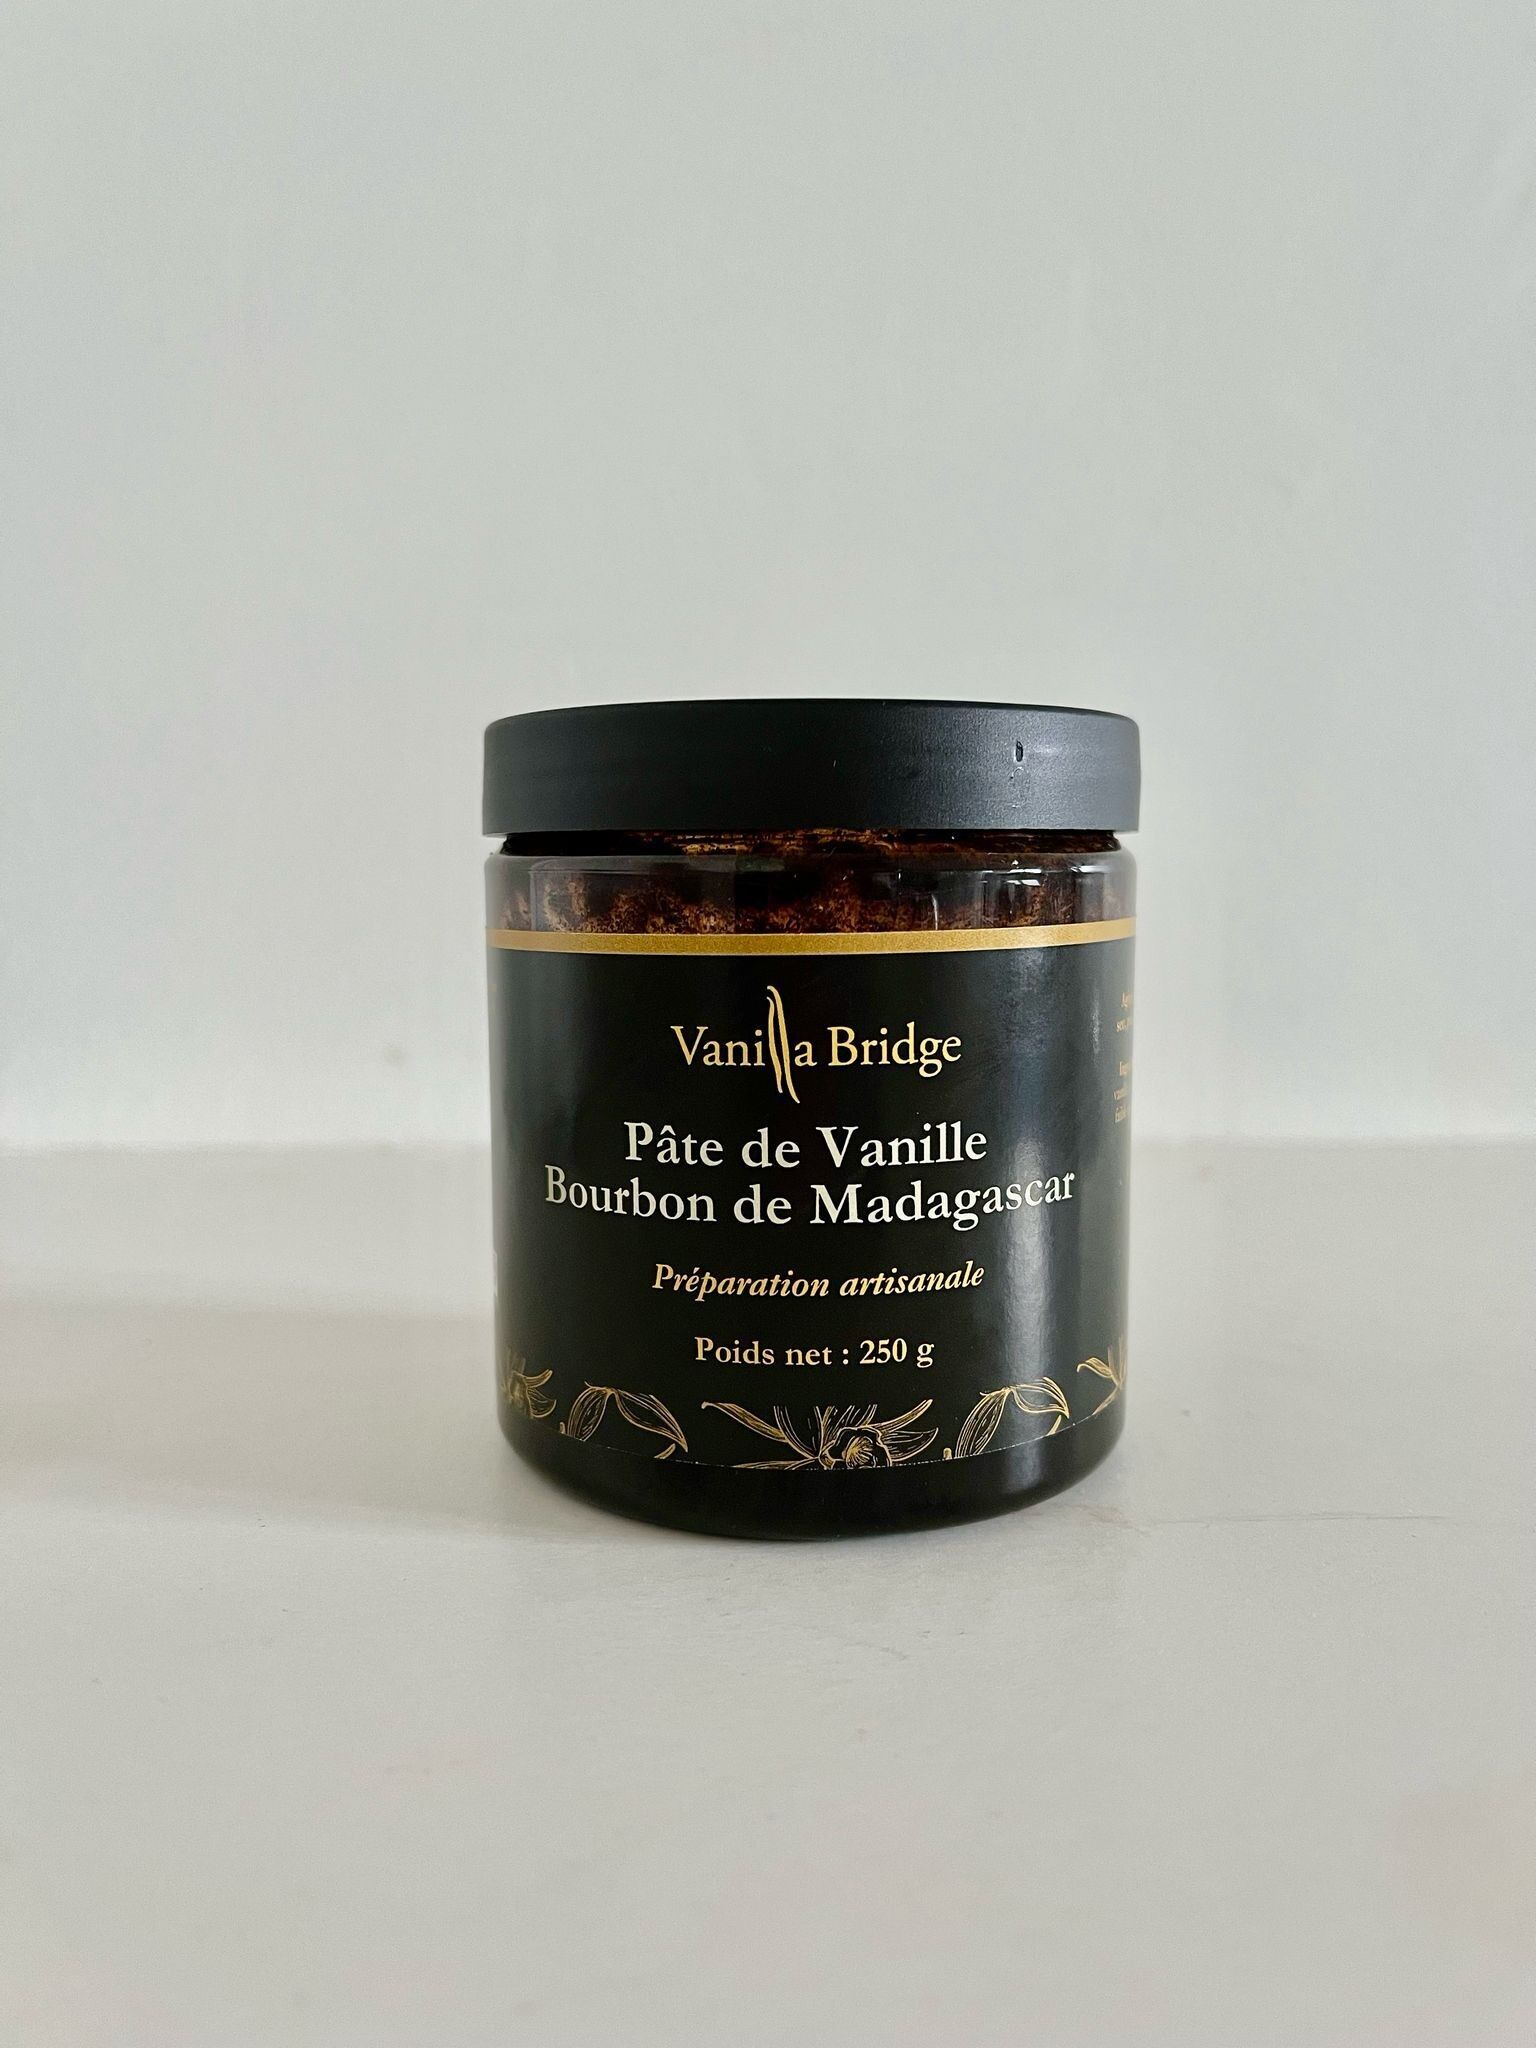 Vanilla Bridge
Pâte de Vanille
Bourbon de Madagascar
Préparation artisanale
Poids net : 250 g